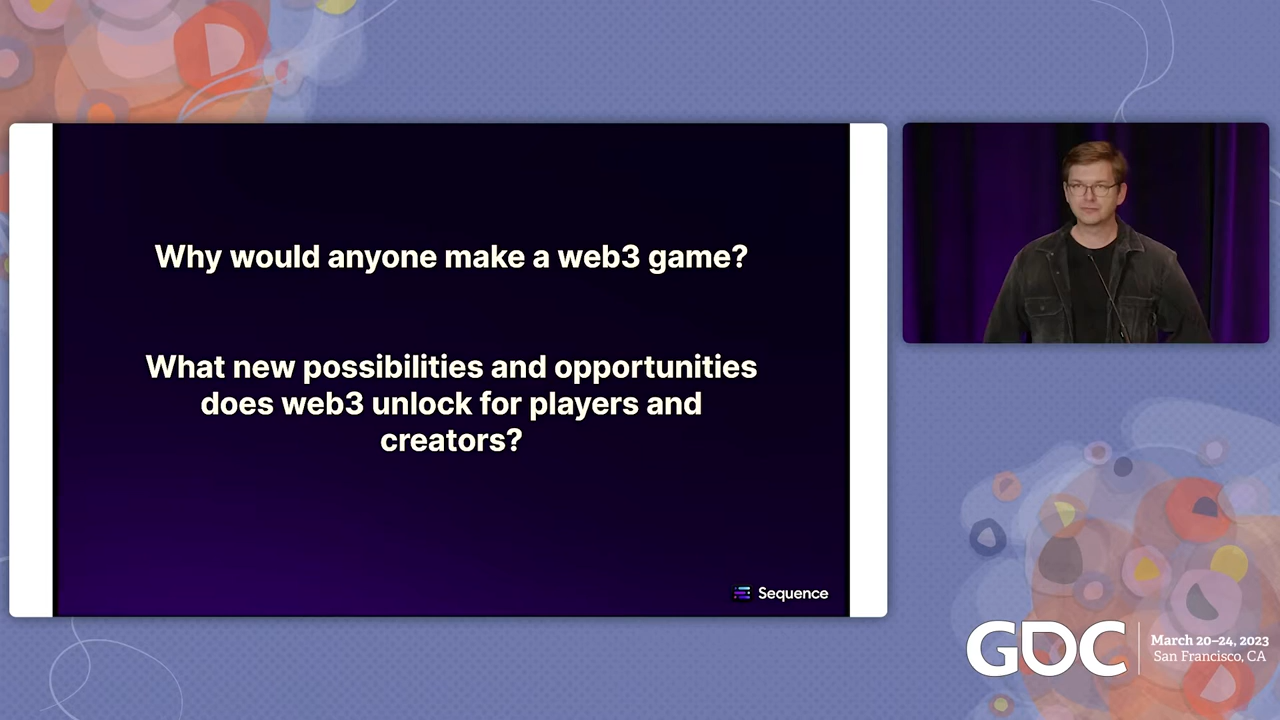 Why would anyone make a web3 game?
What new possibilities and opportunities
does web3 unlock for players and
creators?
Sequence
GDC
March 20–24, 2023
San Francisco, CA